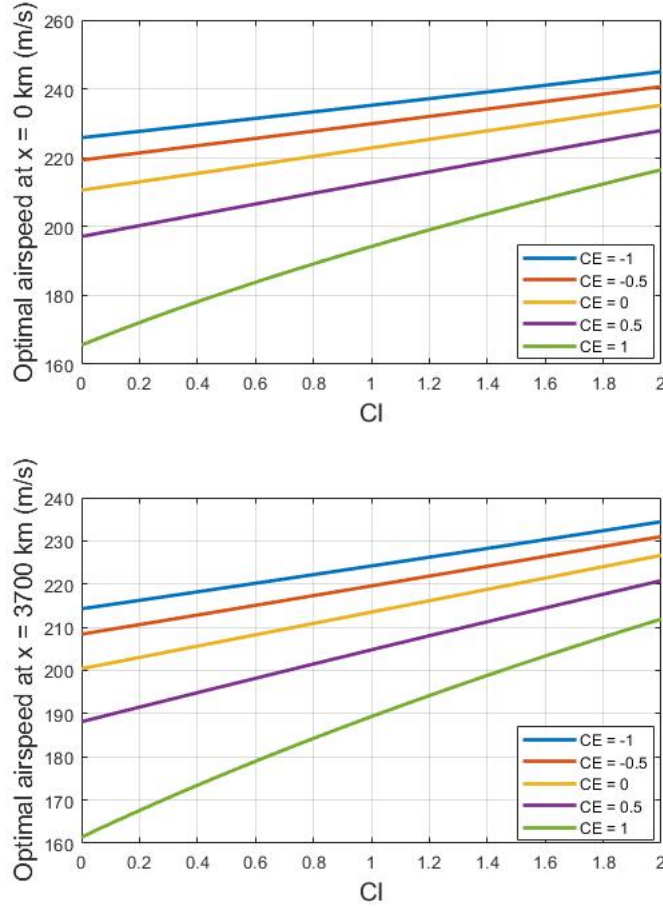 Optimal airspeed at x = 0 km (m/s)
260
240
220
200
180
160
0 0.2 0.4 0.6 0.8 1 1.2 1.4 1.6 1.8 2
CI
CE = -1
CE = -0.5
CE = 0
CE = 0.5
CE = 1
Optimal airspeed at x = 3700 km (m/s)
240
230
220
210
200
190
180
170
160
0 0.2 0.4 0.6 0.8 1 1.2 1.4 1.6 1.8 2
CI
CE = -1
CE = -0.5
CE = 0
CE = 0.5
CE = 1